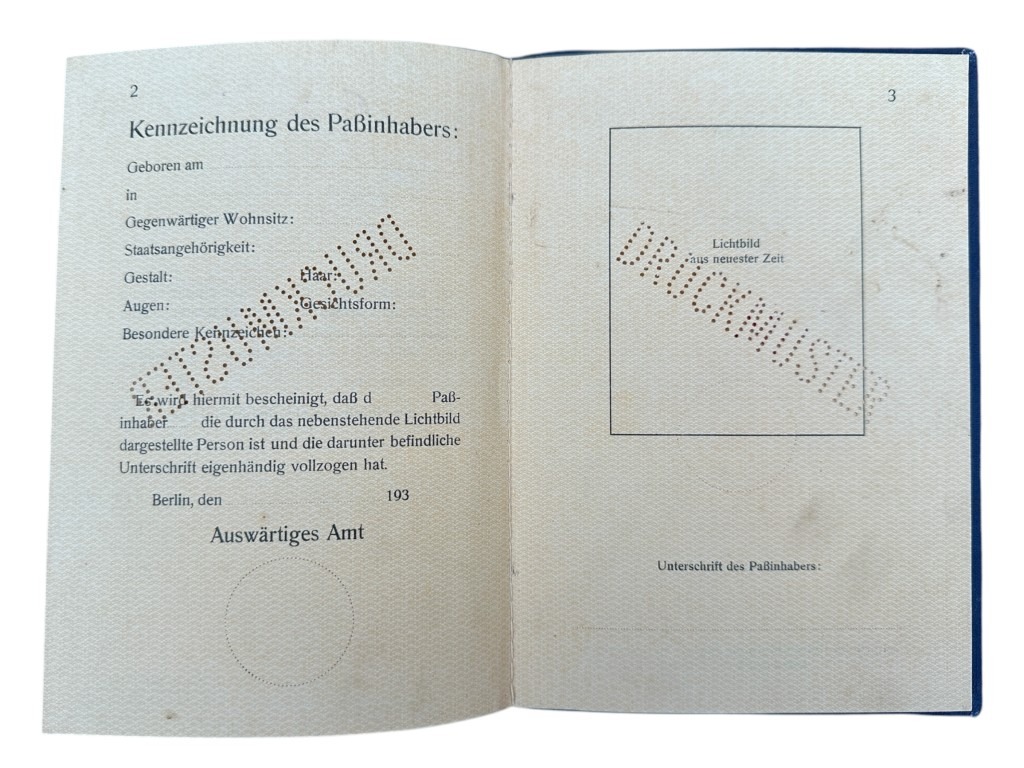 2
Kennzeichnung des Paßinhabers:
Geboren am
in
Gegenwärtiger Wohnsitz:
Staatsangehörigkeit:
Gestalt: Haar:
Augen: Gesichtsform:
Besondere Kennzeichen:
Es wird hiermit bescheinigt, daß d Paß-
inhaber die durch das nebenstehende Lichtbild
dargestellte Person ist und die darunter befindliche
Unterschrift eigenhändig vollzogen hat.
Berlin, den 193
Auswärtiges Amt
DRUCKMUSTER
3
Lichtbild
aus neuester Zeit
DRUCKMUSTER
Unterschrift des Paßinhabers: